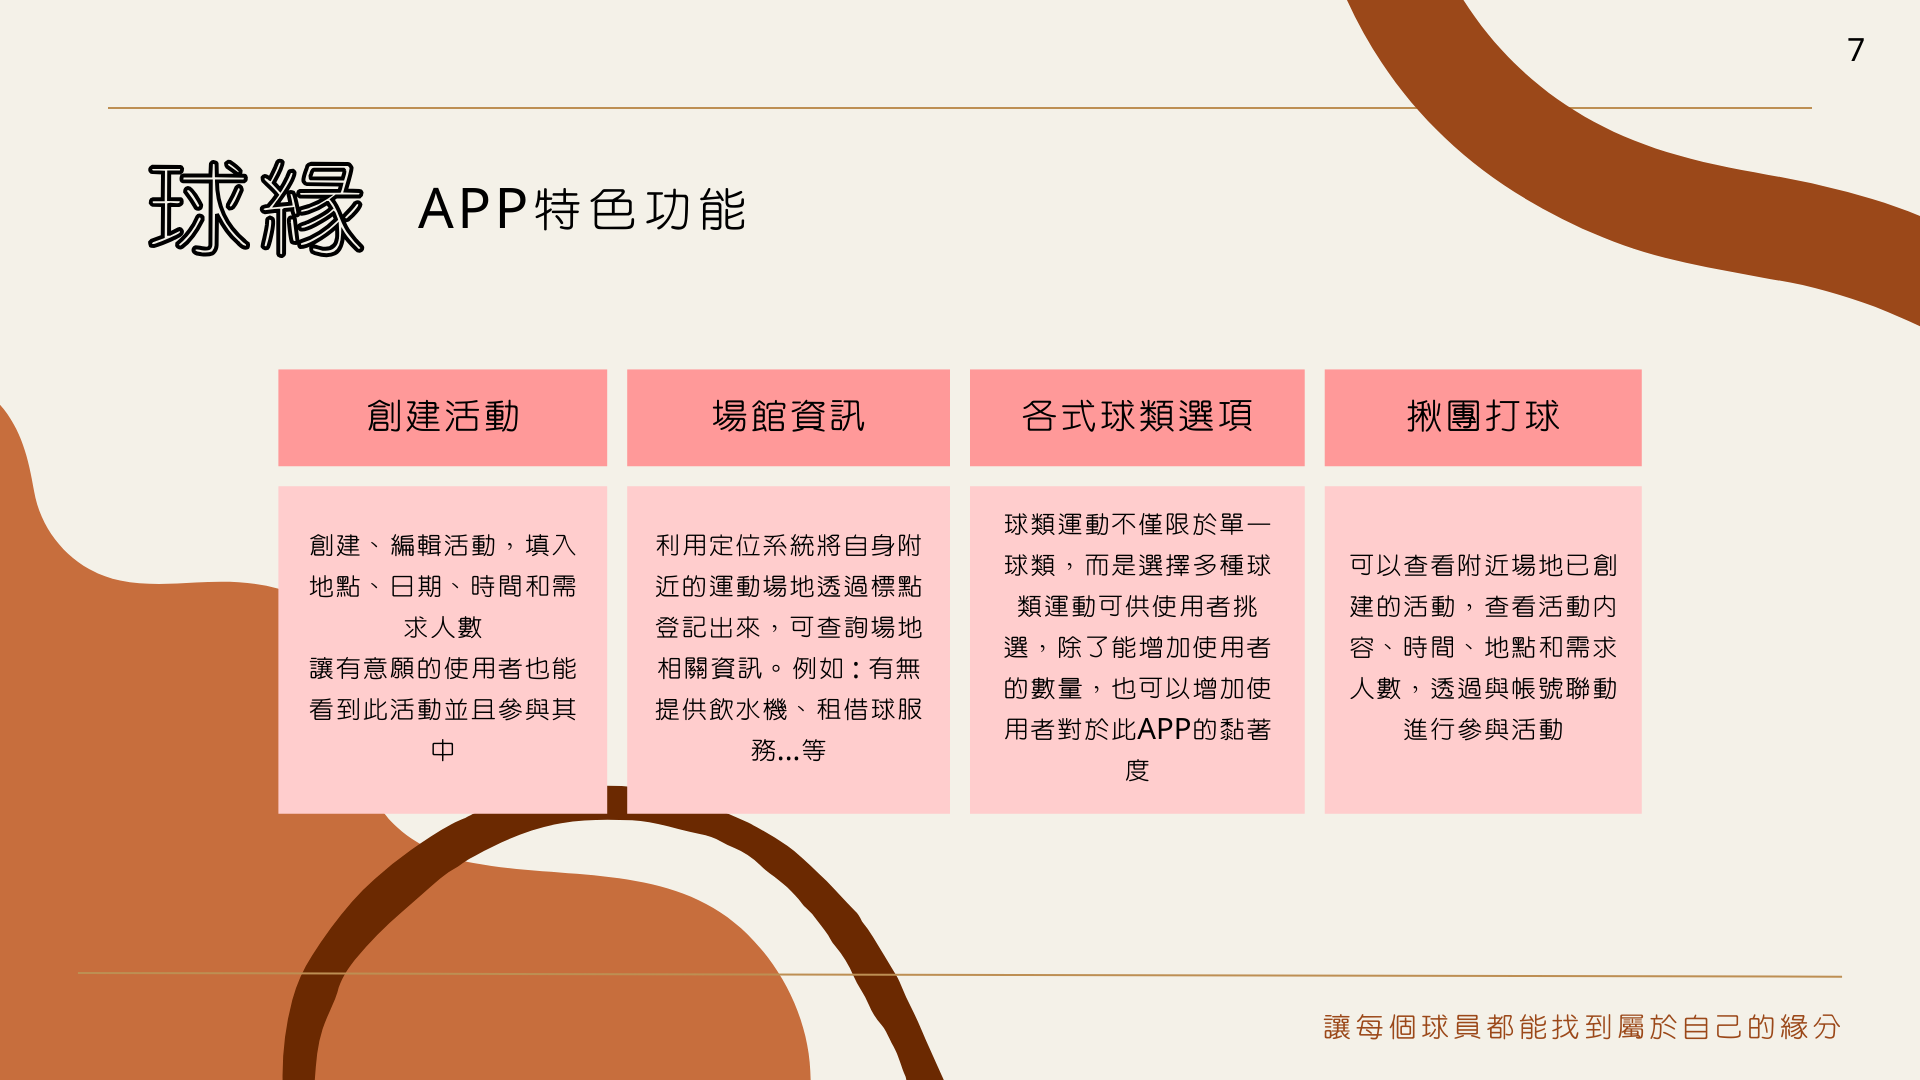 7
球緣 APP特色功能
創建活動
創建、編輯活動，填入
地點、日期、時間和需
求人數
讓有意願的使用者也能
看到此活動並且參與其
中
場館資訊
利用定位系統將自身附
近的運動場地透過標點
登記出來，可查詢場地
相關資訊。例如：有無
提供飲水機、租借球服
務...等
各式球類選項
球類運動不僅限於單一
球類，而是選擇多種球
類運動可供使用者挑
選，除了能增加使用者
的數量，也可以增加使
用者對於此APP的黏著
度
揪團打球
可以查看附近場地已創
建的活動，查看活動內
容、時間、地點和需求
人數，透過與帳號聯動
進行參與活動
讓每個球員都能找到屬於自己的緣分